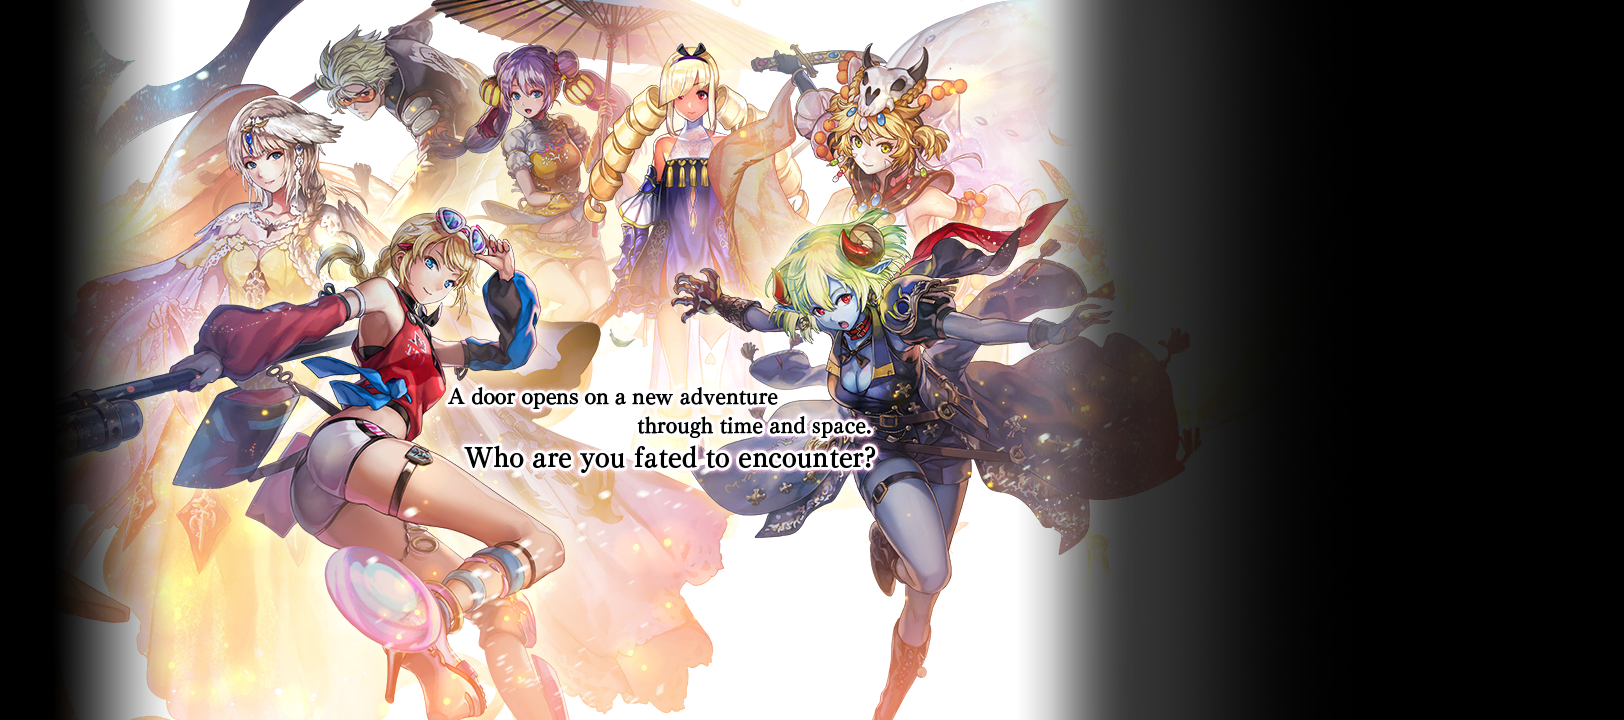 A door opens on a new adventure
through time and space.
Who are you fated to encounter?